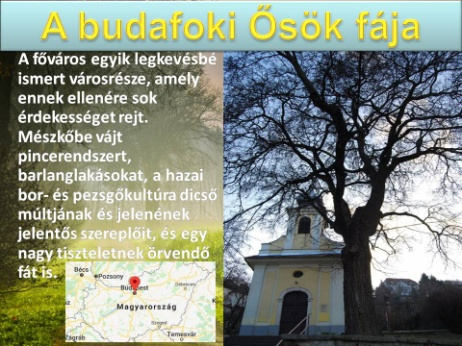 A budafoki Ősök fája
A főváros egyik legkevésbé
ismert városrésze, amely
ennek ellenére sok
érdekességet rejt.
Mészkőbe vájt
pincerendszert,
barlanglakásokat, a hazai
bor- és pezsgőkultúra dicső
múltjának és jelenének
jelentős szereplőit, és egy
nagy tiszteletnek örvendő
fát is.
Bécs
Pozsony
Debrecen
Budapest
Magyarország
Szeged
Temesvár
Zágráb